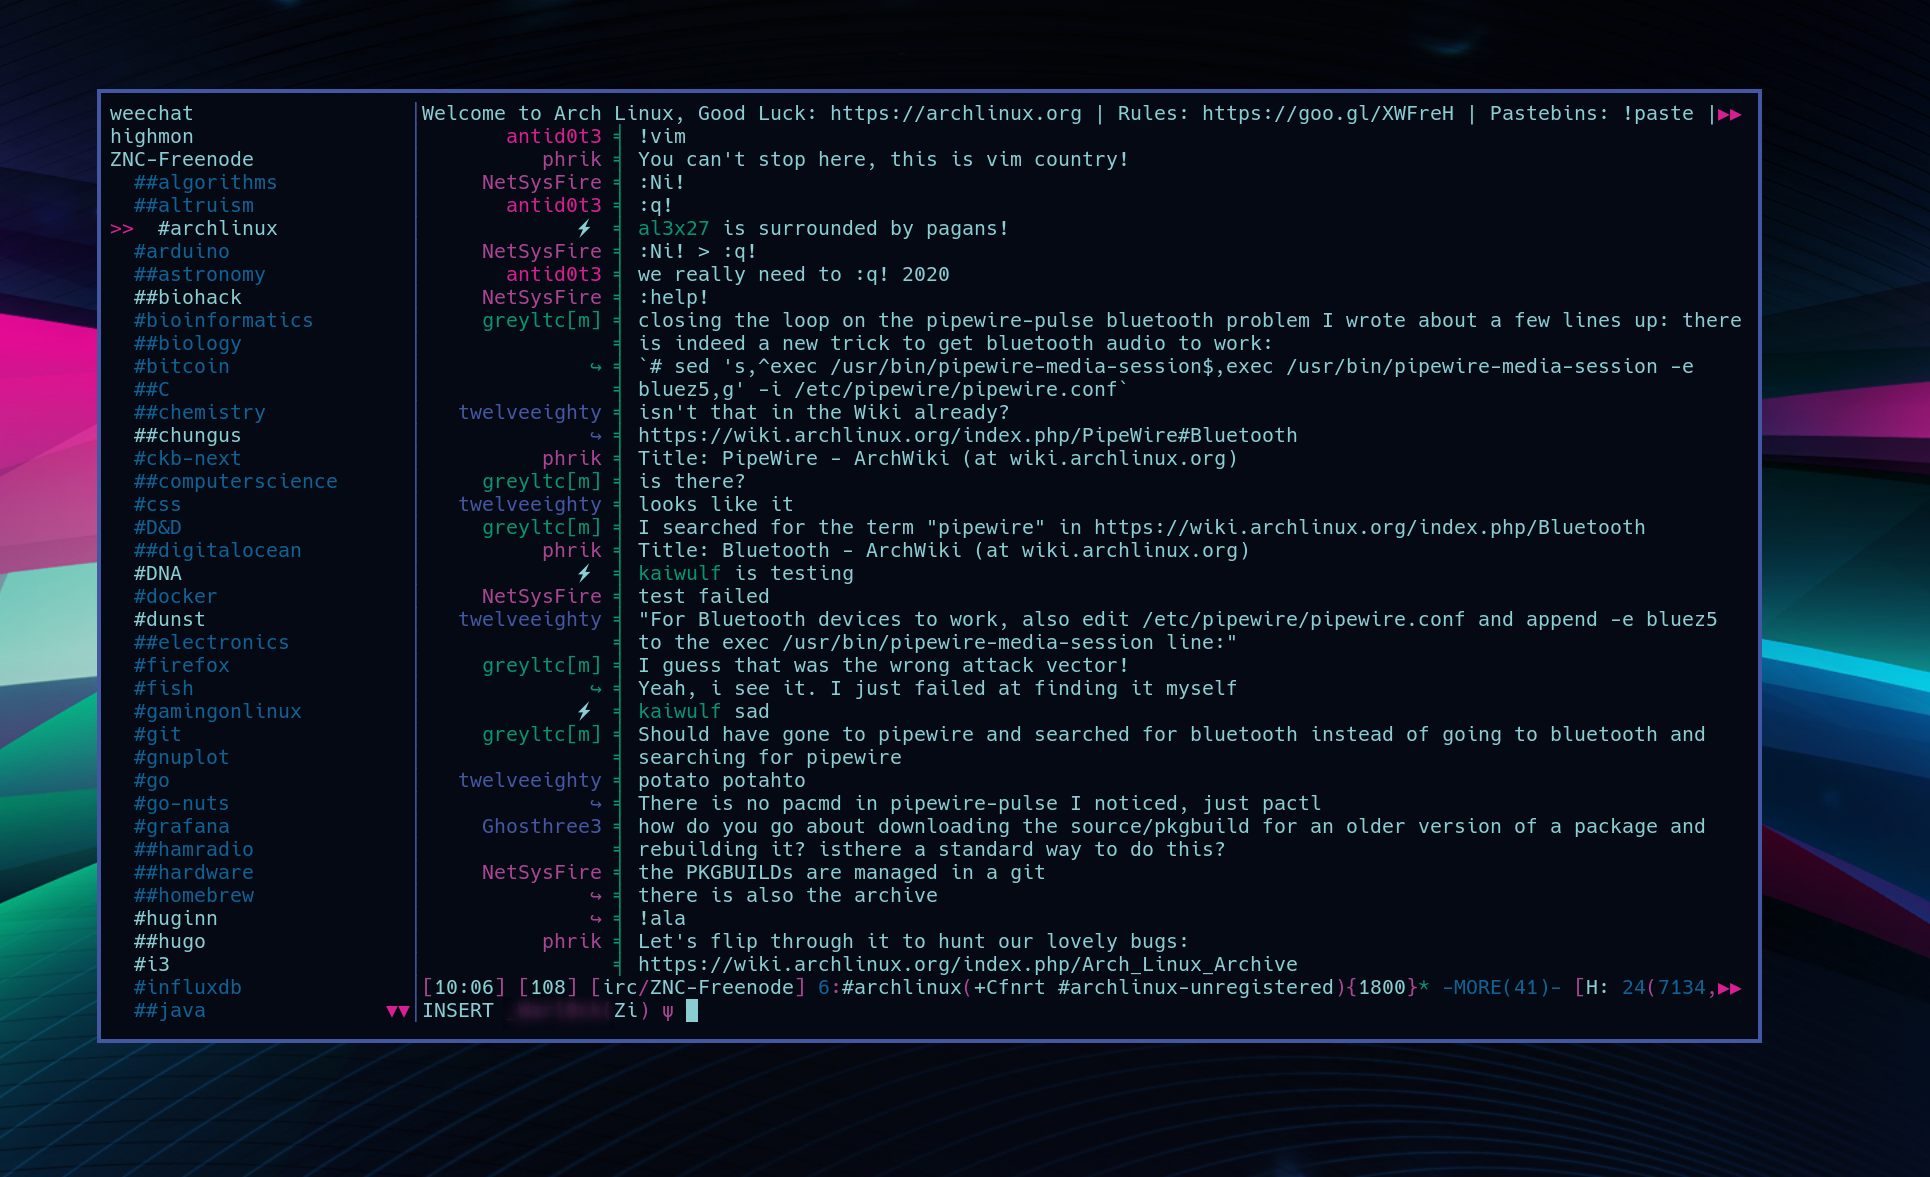 weechat
highmon
ZNC-Freenode
##algorithms
##altruism
>> #archlinux
#arduino
##astronomy
##biohack
#bioinformatics
##biology
#bitcoin
##C
##chemistry
##chungus
#ckb-next
##computerscience
#css
#D&D
##digitalocean
#DNA
#docker
#dunst
##electronics
#firefox
#fish
#gamingonlinux
#git
#gnuplot
#go
#go-nuts
#grafana
##hamradio
##hardware
##homebrew
#huginn
##hugo
#i3
#influxdb
##java ▼▼
Welcome to Arch Linux, Good Luck: https://archlinux.org | Rules: https://goo.gl/XWFreH | Pastebins: !paste |▶▶
antid0t3 !vim
phrik You can't stop here, this is vim country!
NetSysFire :Ni!
antid0t3 :q!
⚡ al3x27 is surrounded by pagans!
NetSysFire :Ni! > :q!
antid0t3 we really need to :q! 2020
NetSysFire :help!
greyltc[m] closing the loop on the pipewire-pulse bluetooth problem I wrote about a few lines up: there
is indeed a new trick to get bluetooth audio to work:
↪ `# sed 's,^exec /usr/bin/pipewire-media-session$,exec /usr/bin/pipewire-media-session -e
bluez5,g' -i /etc/pipewire/pipewire.conf`
twelveeighty isn't that in the Wiki already?
↪ https://wiki.archlinux.org/index.php/PipeWire#Bluetooth
phrik Title: PipeWire - ArchWiki (at wiki.archlinux.org)
greyltc[m] is there?
twelveeighty looks like it
greyltc[m] I searched for the term "pipewire" in https://wiki.archlinux.org/index.php/Bluetooth
phrik Title: Bluetooth - ArchWiki (at wiki.archlinux.org)
⚡ kaiwulf is testing
NetSysFire test failed
twelveeighty "For Bluetooth devices to work, also edit /etc/pipewire/pipewire.conf and append -e bluez5
to the exec /usr/bin/pipewire-media-session line:"
greyltc[m] I guess that was the wrong attack vector!
↪ Yeah, i see it. I just failed at finding it myself
⚡ kaiwulf sad
greyltc[m] Should have gone to pipewire and searched for bluetooth instead of going to bluetooth and
searching for pipewire
twelveeighty potato potahto
↪ There is no pacmd in pipewire-pulse I noticed, just pactl
Ghosthree3 how do you go about downloading the source/pkgbuild for an older version of a package and
rebuilding it? isthere a standard way to do this?
NetSysFire the PKGBUILDs are managed in a git
↪ there is also the archive
↪ !ala
phrik Let's flip through it to hunt our lovely bugs:
https://wiki.archlinux.org/index.php/Arch_Linux_Archive
[10:06] [108] [irc/ZNC-Freenode] 6:#archlinux(+Cfnrt #archlinux-unregistered){1800}* -MORE(41)- [H: 24(7134,▶▶
INSERT Zi) ψ